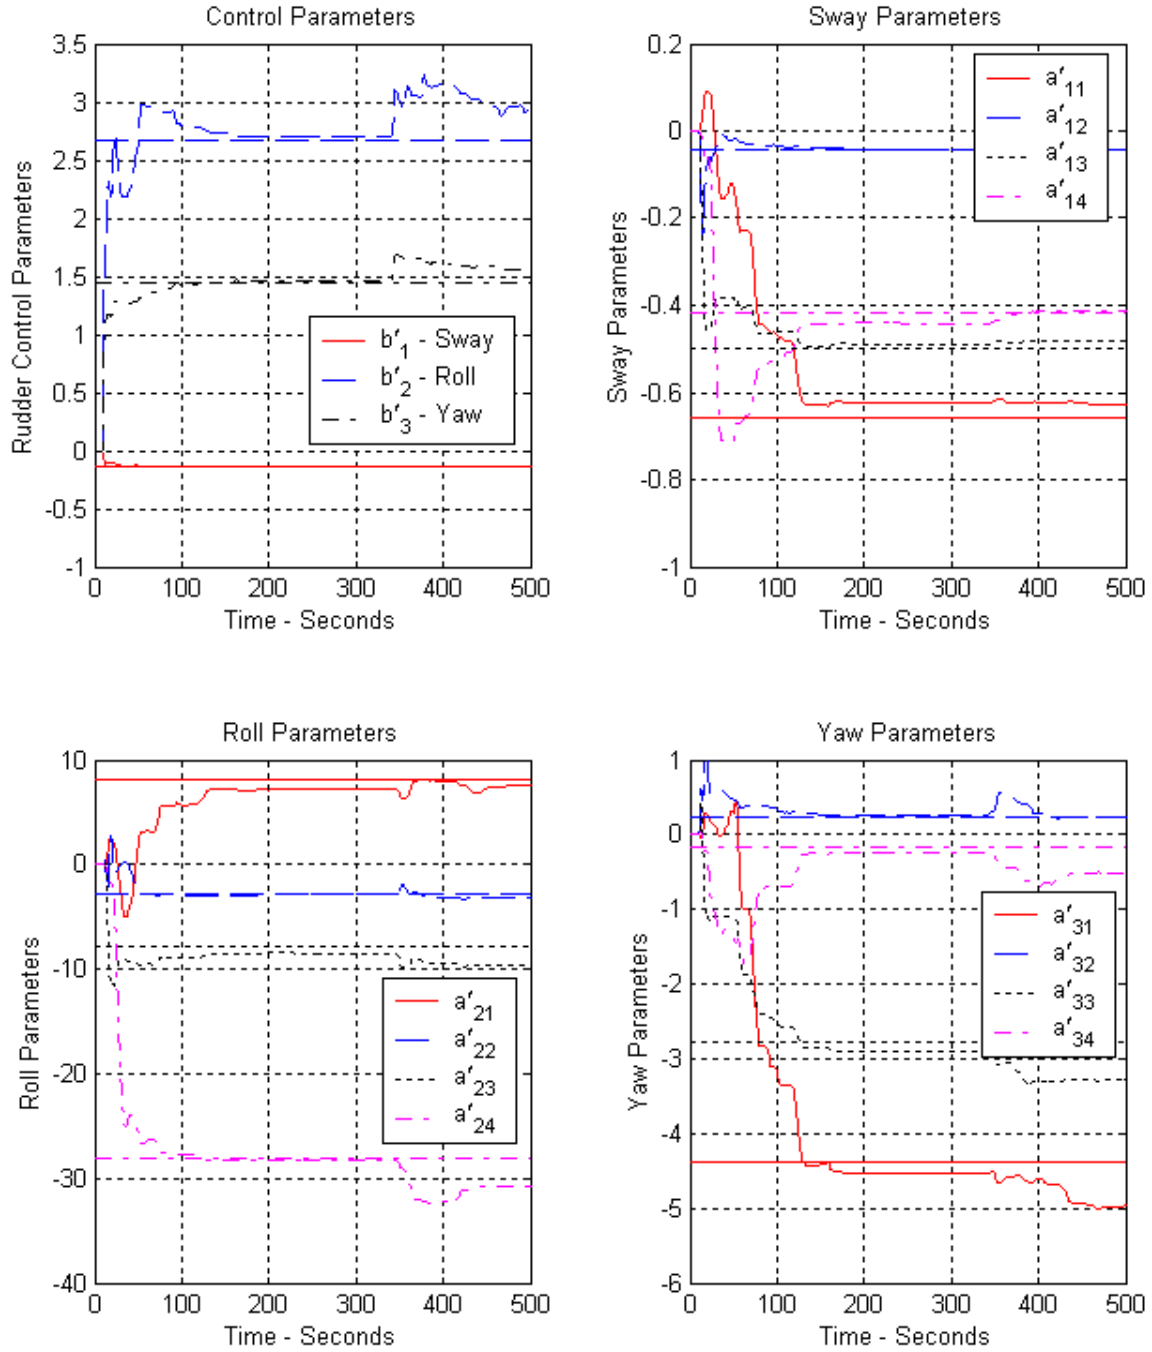 Control Parameters
3.5
3
2.5
2
1.5
1
0.5
0
-0.5
-1
Rudder Control Parameters
b'1 - Sway
b'2 - Roll
b'3 - Yaw
0 100 200 300 400 500
Time - Seconds
Sway Parameters
0.2
0
-0.2
-0.4
-0.6
-0.8
-1
Sway Parameters
a'11
a'12
a'13
a'14
0 100 200 300 400 500
Time - Seconds
Roll Parameters
10
0
-10
-20
-30
-40
Roll Parameters
a'21
a'22
a'23
a'24
0 100 200 300 400 500
Time - Seconds
Yaw Parameters
1
0
-1
-2
-3
-4
-5
-6
Yaw Parameters
a'31
a'32
a'33
a'34
0 100 200 300 400 500
Time - Seconds